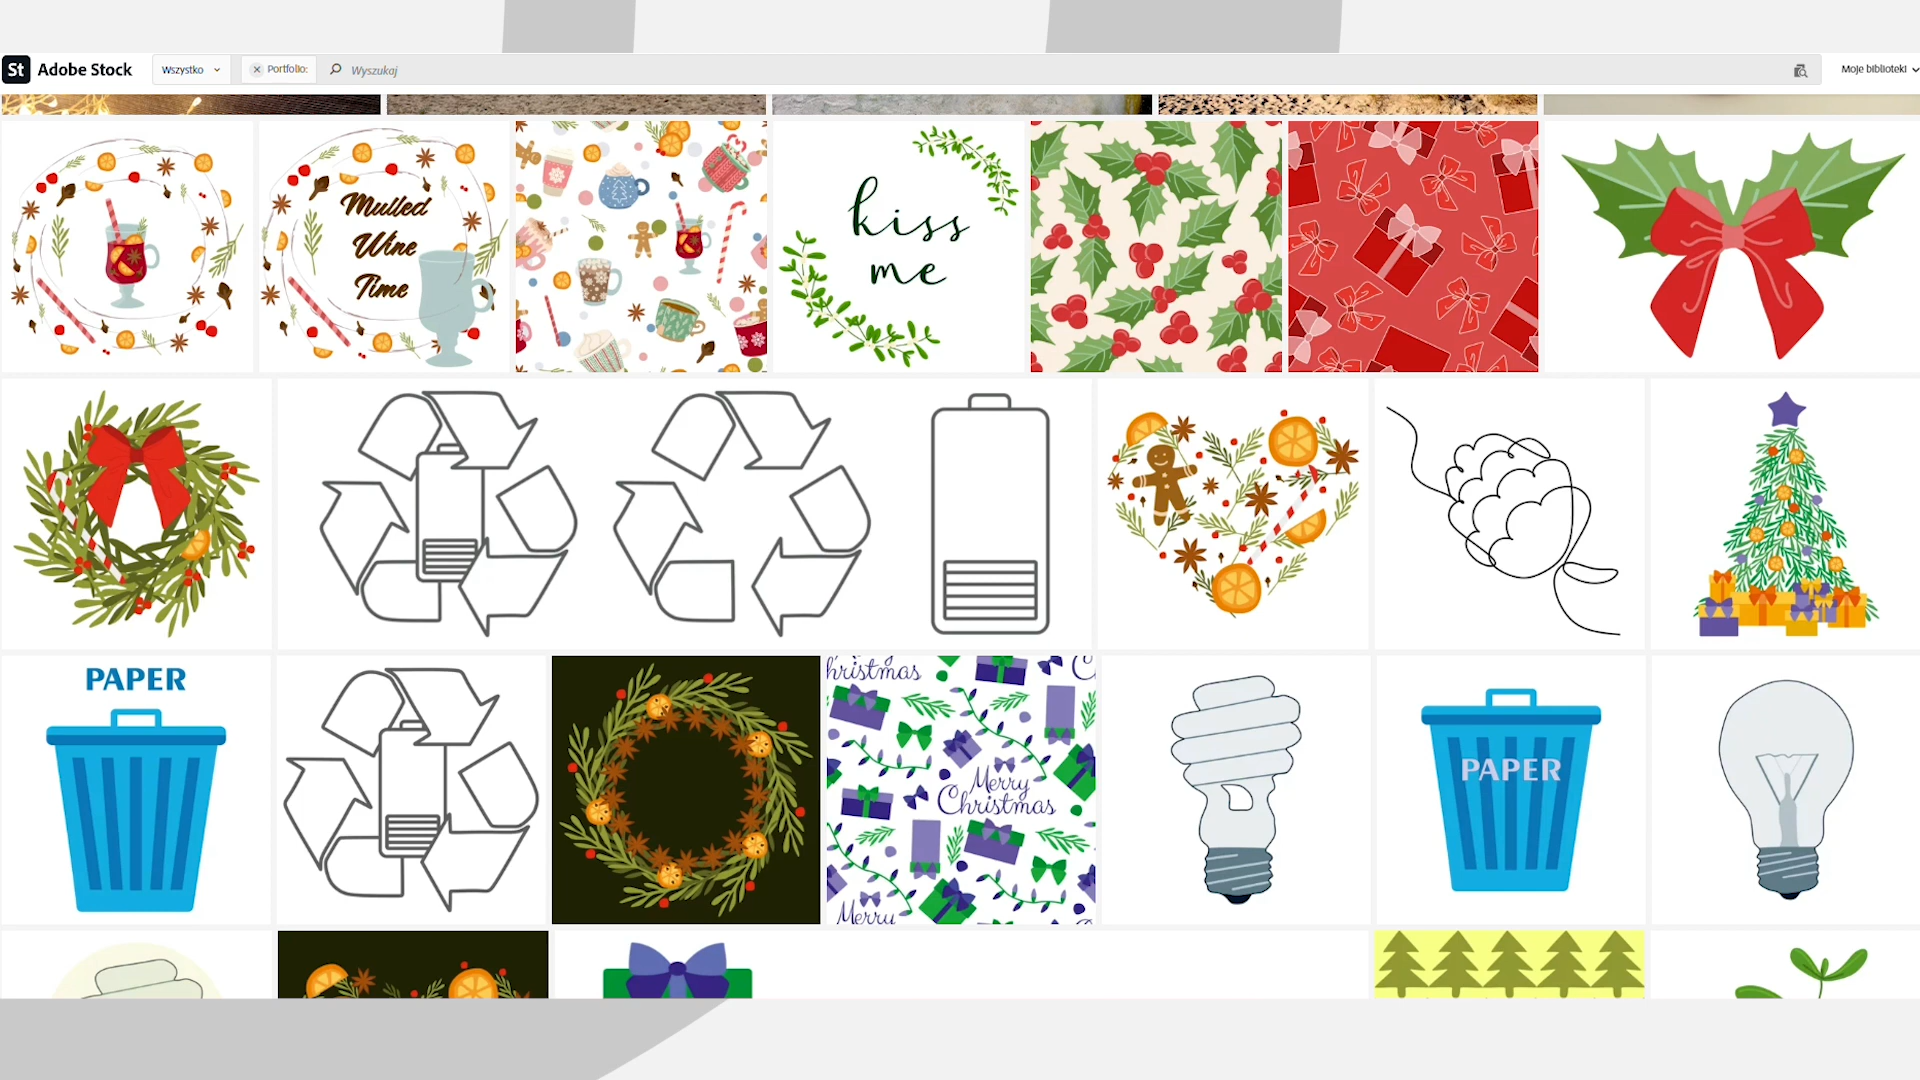 St Adobe Stock Wszystko Portfolio: Wyszukaj Moje biblioteki
Mulled
Wine
Time
kiss
me
PAPER
hristmas
C
Merry
Christmas
Merry
PAPER